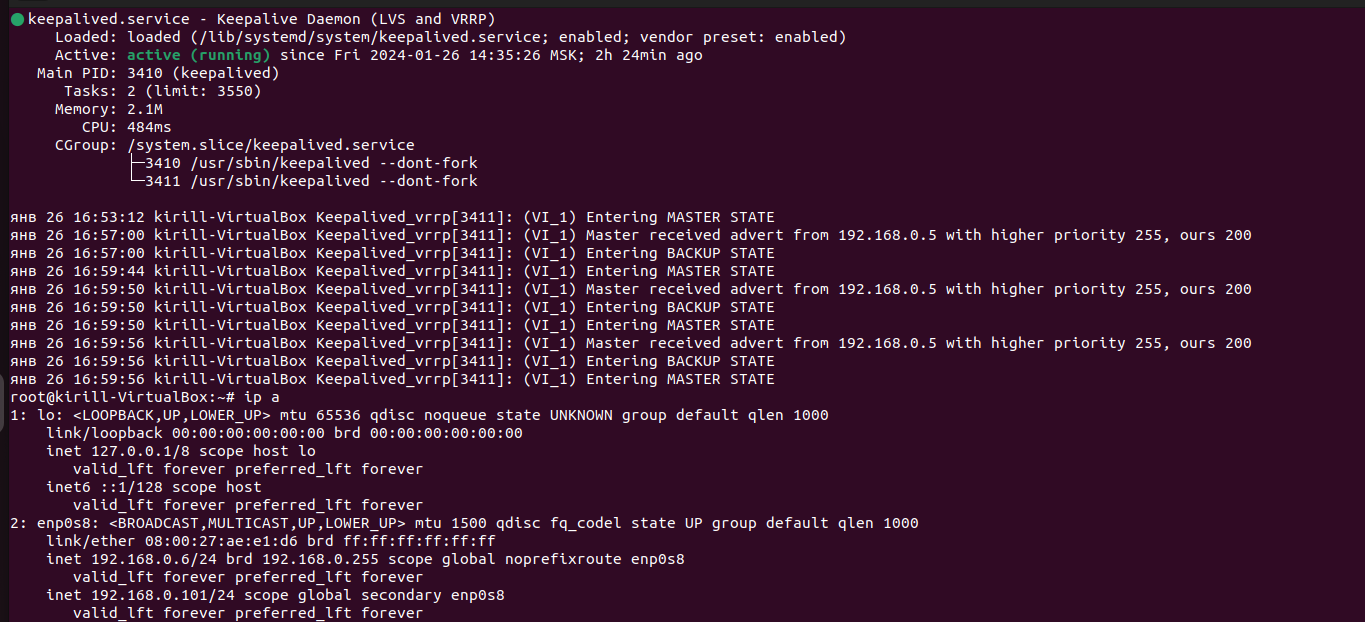 keepalived.service - Keepalive Daemon (LVS and VRRP)
Loaded: loaded (/lib/systemd/system/keepalived.service; enabled; vendor preset: enabled)
Active: active (running) since Fri 2024-01-26 14:35:26 MSK; 2h 24min ago
Main PID: 3410 (keepalived)
Tasks: 2 (limit: 3550)
Memory: 2.1M
CPU: 484ms
CGroup: /system.slice/keepalived.service
├─3410 /usr/sbin/keepalived --dont-fork
└─3411 /usr/sbin/keepalived --dont-fork
янв 26 16:53:12 kirill-VirtualBox Keepalived_vrrp[3411]: (VI_1) Entering MASTER STATE
янв 26 16:57:00 kirill-VirtualBox Keepalived_vrrp[3411]: (VI_1) Master received advert from 192.168.0.5 with higher priority 255, ours 200
янв 26 16:57:00 kirill-VirtualBox Keepalived_vrrp[3411]: (VI_1) Entering BACKUP STATE
янв 26 16:59:44 kirill-VirtualBox Keepalived_vrrp[3411]: (VI_1) Entering MASTER STATE
янв 26 16:59:50 kirill-VirtualBox Keepalived_vrrp[3411]: (VI_1) Master received advert from 192.168.0.5 with higher priority 255, ours 200
янв 26 16:59:50 kirill-VirtualBox Keepalived_vrrp[3411]: (VI_1) Entering BACKUP STATE
янв 26 16:59:50 kirill-VirtualBox Keepalived_vrrp[3411]: (VI_1) Entering MASTER STATE
янв 26 16:59:56 kirill-VirtualBox Keepalived_vrrp[3411]: (VI_1) Master received advert from 192.168.0.5 with higher priority 255, ours 200
янв 26 16:59:56 kirill-VirtualBox Keepalived_vrrp[3411]: (VI_1) Entering BACKUP STATE
янв 26 16:59:56 kirill-VirtualBox Keepalived_vrrp[3411]: (VI_1) Entering MASTER STATE
root@kirill-VirtualBox:~# ip a
1: lo: <LOOPBACK,UP,LOWER_UP> mtu 65536 qdisc noqueue state UNKNOWN group default qlen 1000
link/loopback 00:00:00:00:00:00 brd 00:00:00:00:00:00
inet 127.0.0.1/8 scope host lo
valid_lft forever preferred_lft forever
inet6 ::1/128 scope host
valid_lft forever preferred_lft forever
2: enp0s8: <BROADCAST,MULTICAST,UP,LOWER_UP> mtu 1500 qdisc fq_codel state UP group default qlen 1000
link/ether 08:00:27:ae:e1:d6 brd ff:ff:ff:ff:ff:ff
inet 192.168.0.6/24 brd 192.168.0.255 scope global noprefixroute enp0s8
valid_lft forever preferred_lft forever
inet 192.168.0.101/24 scope global secondary enp0s8
valid_lft forever preferred_lft forever